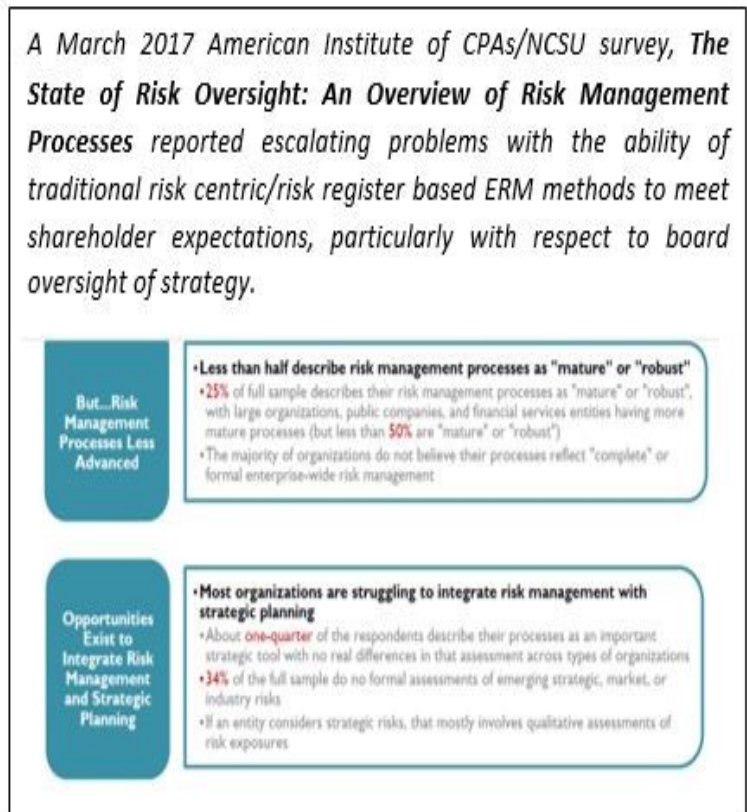 A March 2017 American Institute of CPAs/NCSU survey, The
State of Risk Oversight: An Overview of Risk Management
Processes reported escalating problems with the ability of
traditional risk centric/risk register based ERM methods to meet
shareholder expectations, particularly with respect to board
oversight of strategy.
But...Risk
Management
Processes Less
Advanced
•Less than half describe risk management processes as "mature" or "robust"
•25% of full sample describes their risk management processes as "mature" or "robust",
with large organizations, public companies, and financial services entities having more
mature processes (but less than 50% are "mature" or "robust")
•The majority of organizations do not believe their processes reflect "complete" or
formal enterprise-wide risk management
Opportunities
Exist to
Integrate Risk
Management
and Strategic
Planning
•Most organizations are struggling to integrate risk management with
strategic planning
•About one-quarter of the respondents describe their processes as an important
strategic tool with no real differences in that assessment across types of organizations
•34% of the full sample do no formal assessments of emerging strategic, market, or
industry risks
•If an entity considers strategic risks, that mostly involves qualitative assessments of
risk exposures